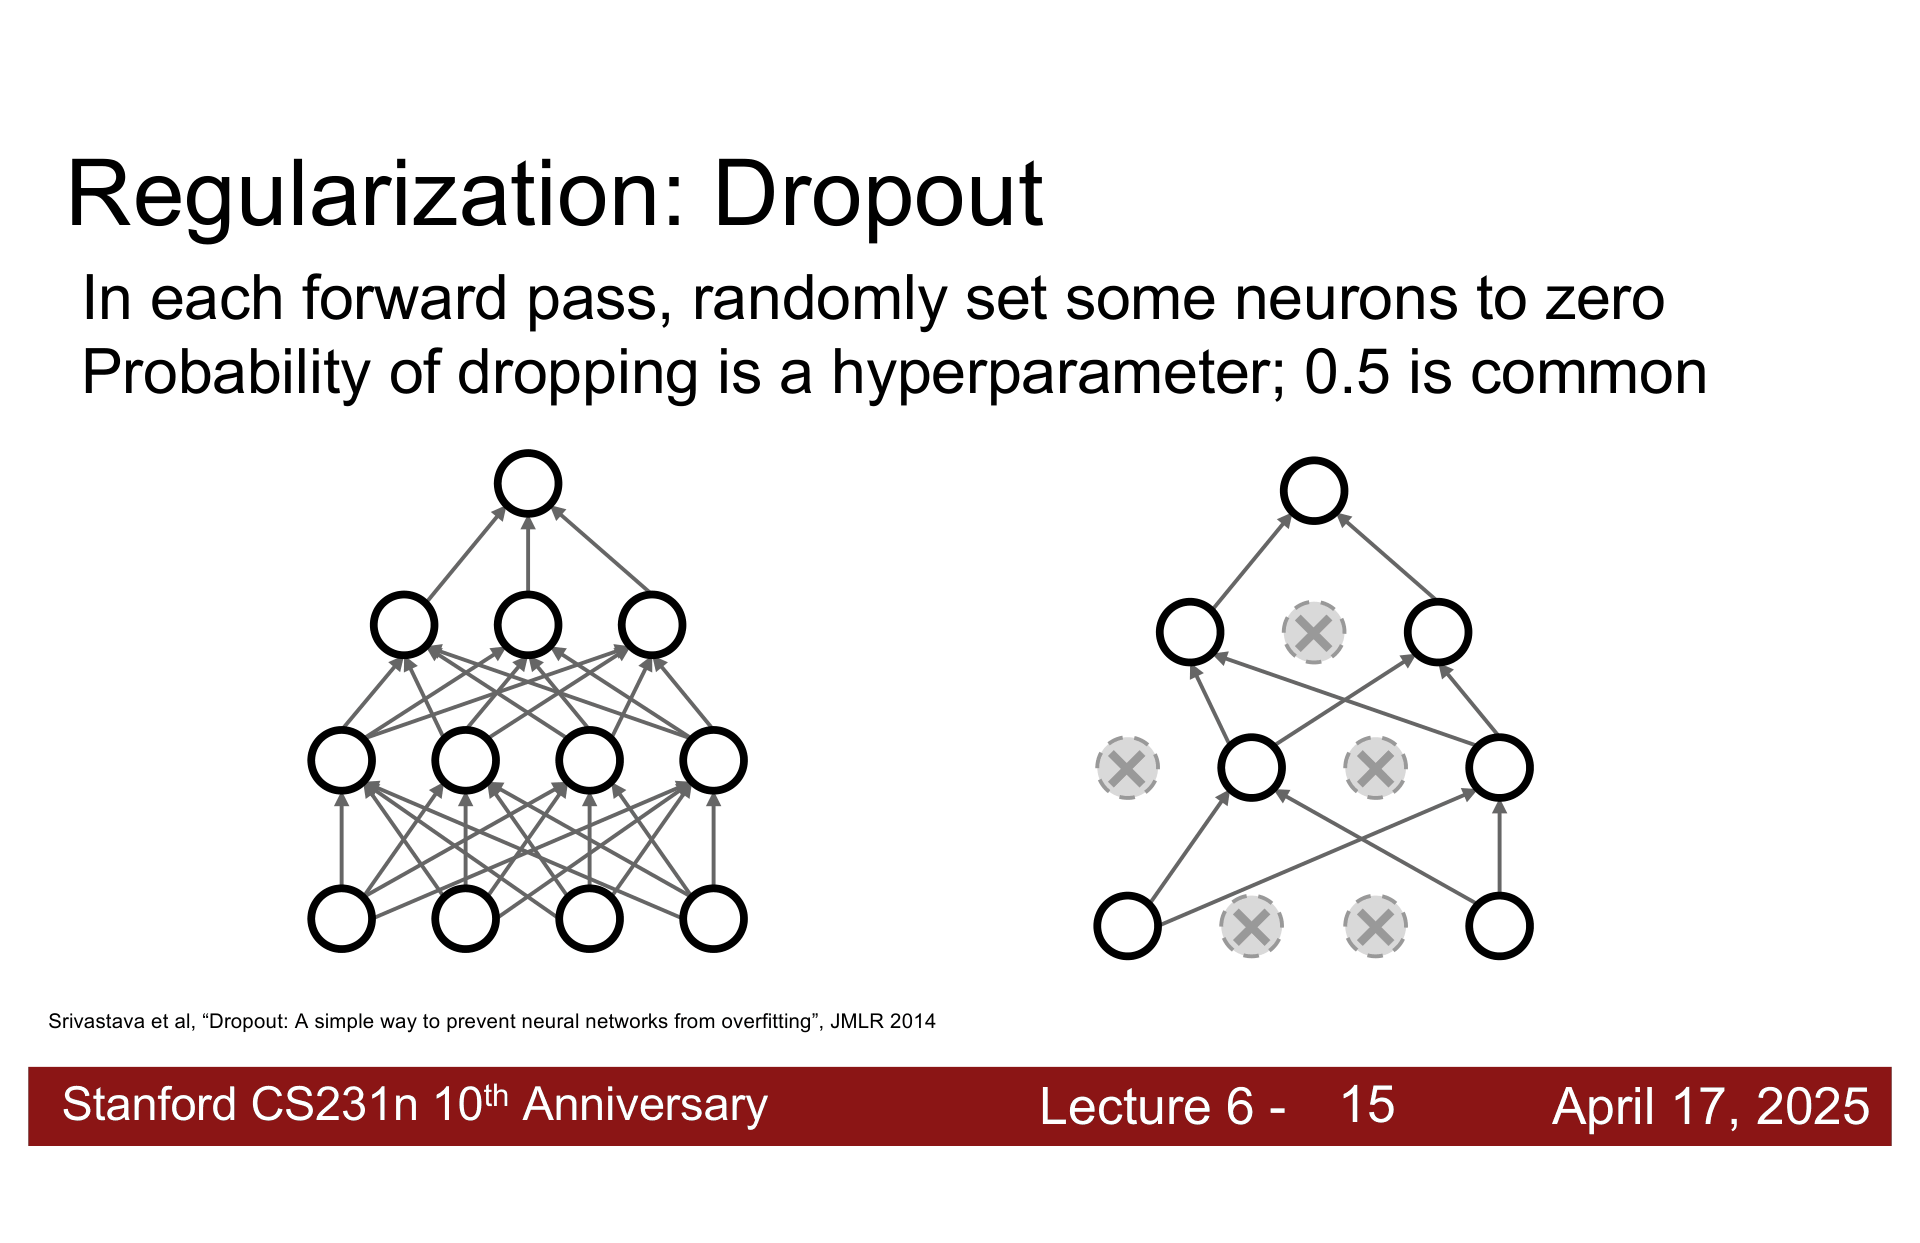 Regularization: Dropout
In each forward pass, randomly set some neurons to zero
Probability of dropping is a hyperparameter; 0.5 is common
Srivastava et al, “Dropout: A simple way to prevent neural networks from overfitting”, JMLR 2014
Stanford CS231n 10th Anniversary
Lecture 6 - 15
April 17, 2025